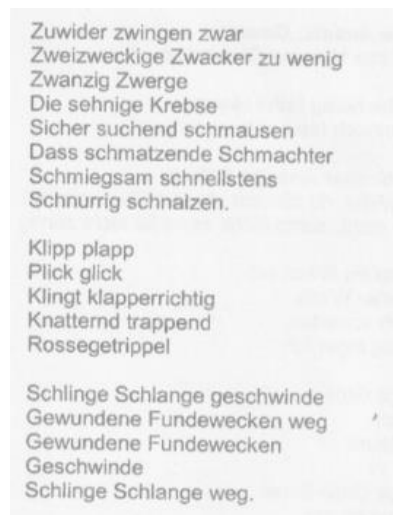 Zuwider zwingen zwar
Zweizweckige Zwacker zu wenig
Zwanzig Zwerge
Die sehnige Krebse
Sicher suchend schmausen
Dass schmatzende Schmachter
Schmiegsam schnellstens
Schnurrig schnalzen.
Klipp plapp
Plick glick
Klingt klapperrichtig
Knatternd trappend
Rossegetrippel
Schlinge Schlange geschwinde
Gewundene Fundewecken weg
Gewundene Fundewecken
Geschwinde
Schlinge Schlange weg.